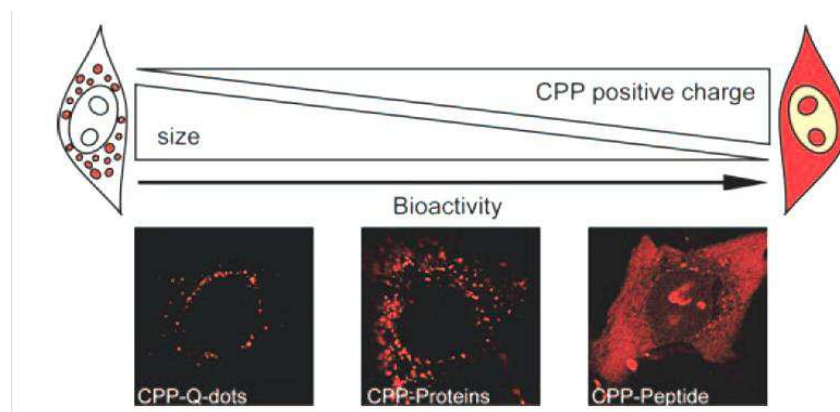 CPP positive charge
size
Bioactivity
CPP-Q-dots
CPP-Proteins
CPP-Peptide